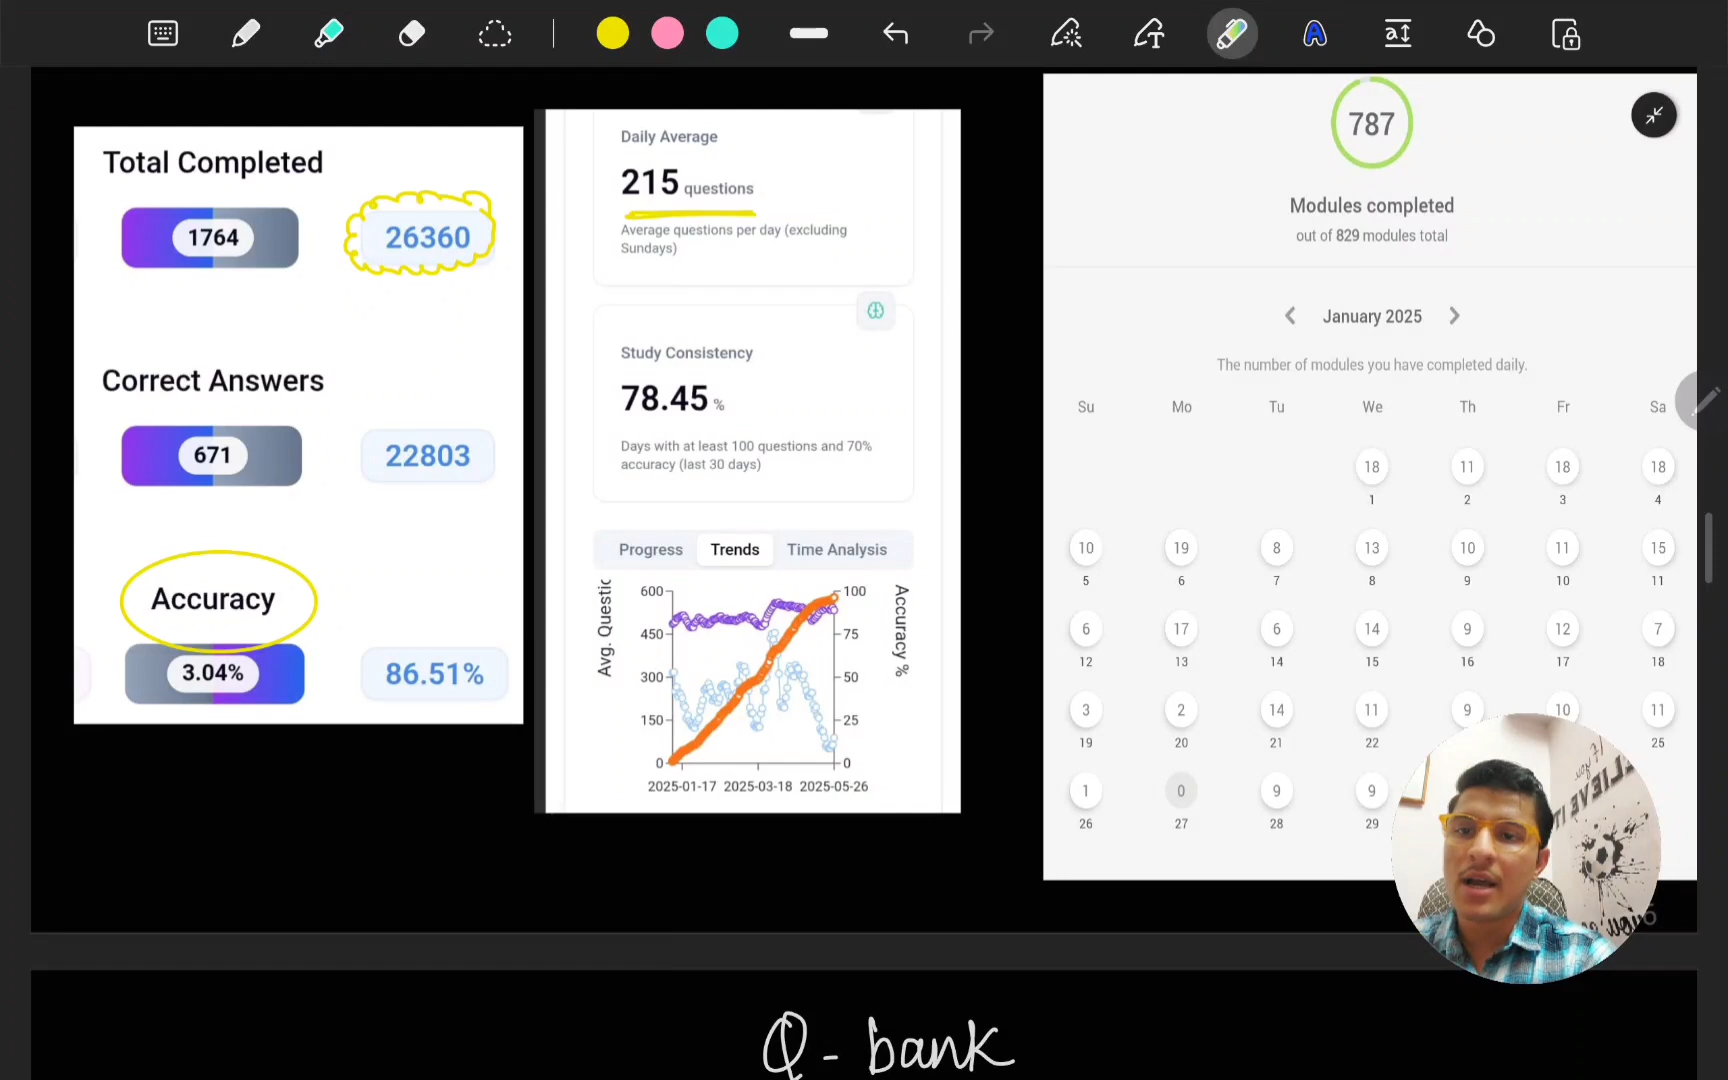 Total Completed
1764
26360
Correct Answers
671
22803
Accuracy
3.04%
86.51%
Daily Average
215 questions
Average questions per day (excluding
Sundays)
Study Consistency
78.45 %
Days with at least 100 questions and 70%
accuracy (last 30 days)
Progress Trends Time Analysis
Avg. Questic
600
450
300
150
0
100
75
50
25
0
Accuracy %
2025-01-17 2025-03-18 2025-05-26
787
Modules completed
out of 829 modules total
January 2025
The number of modules you have completed daily.
Su Mo Tu We Th Fr Sa
18 11 18 18
1 2 3 4
10 19 8 13 10 11 15
5 6 7 8 9 10 11
6 17 6 14 9 12 7
12 13 14 15 16 17 18
3 2 14 11 9 10 11
19 20 21 22 25
1 0 9 9
26 27 28 29
Q - bank